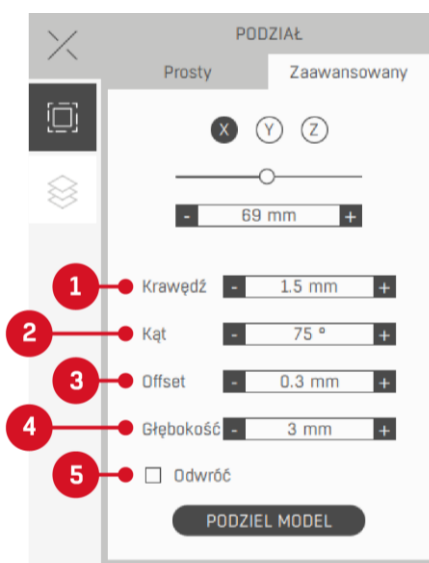 PODZIAŁ
Prosty Zaawansowany
X Y Z
- 69 mm +
1 Krawędź - 1.5 mm +
2 Kąt - 75 º +
3 Offset - 0.3 mm +
4 Głębokość - 3 mm +
5 Odwróć
PODZIEL MODEL